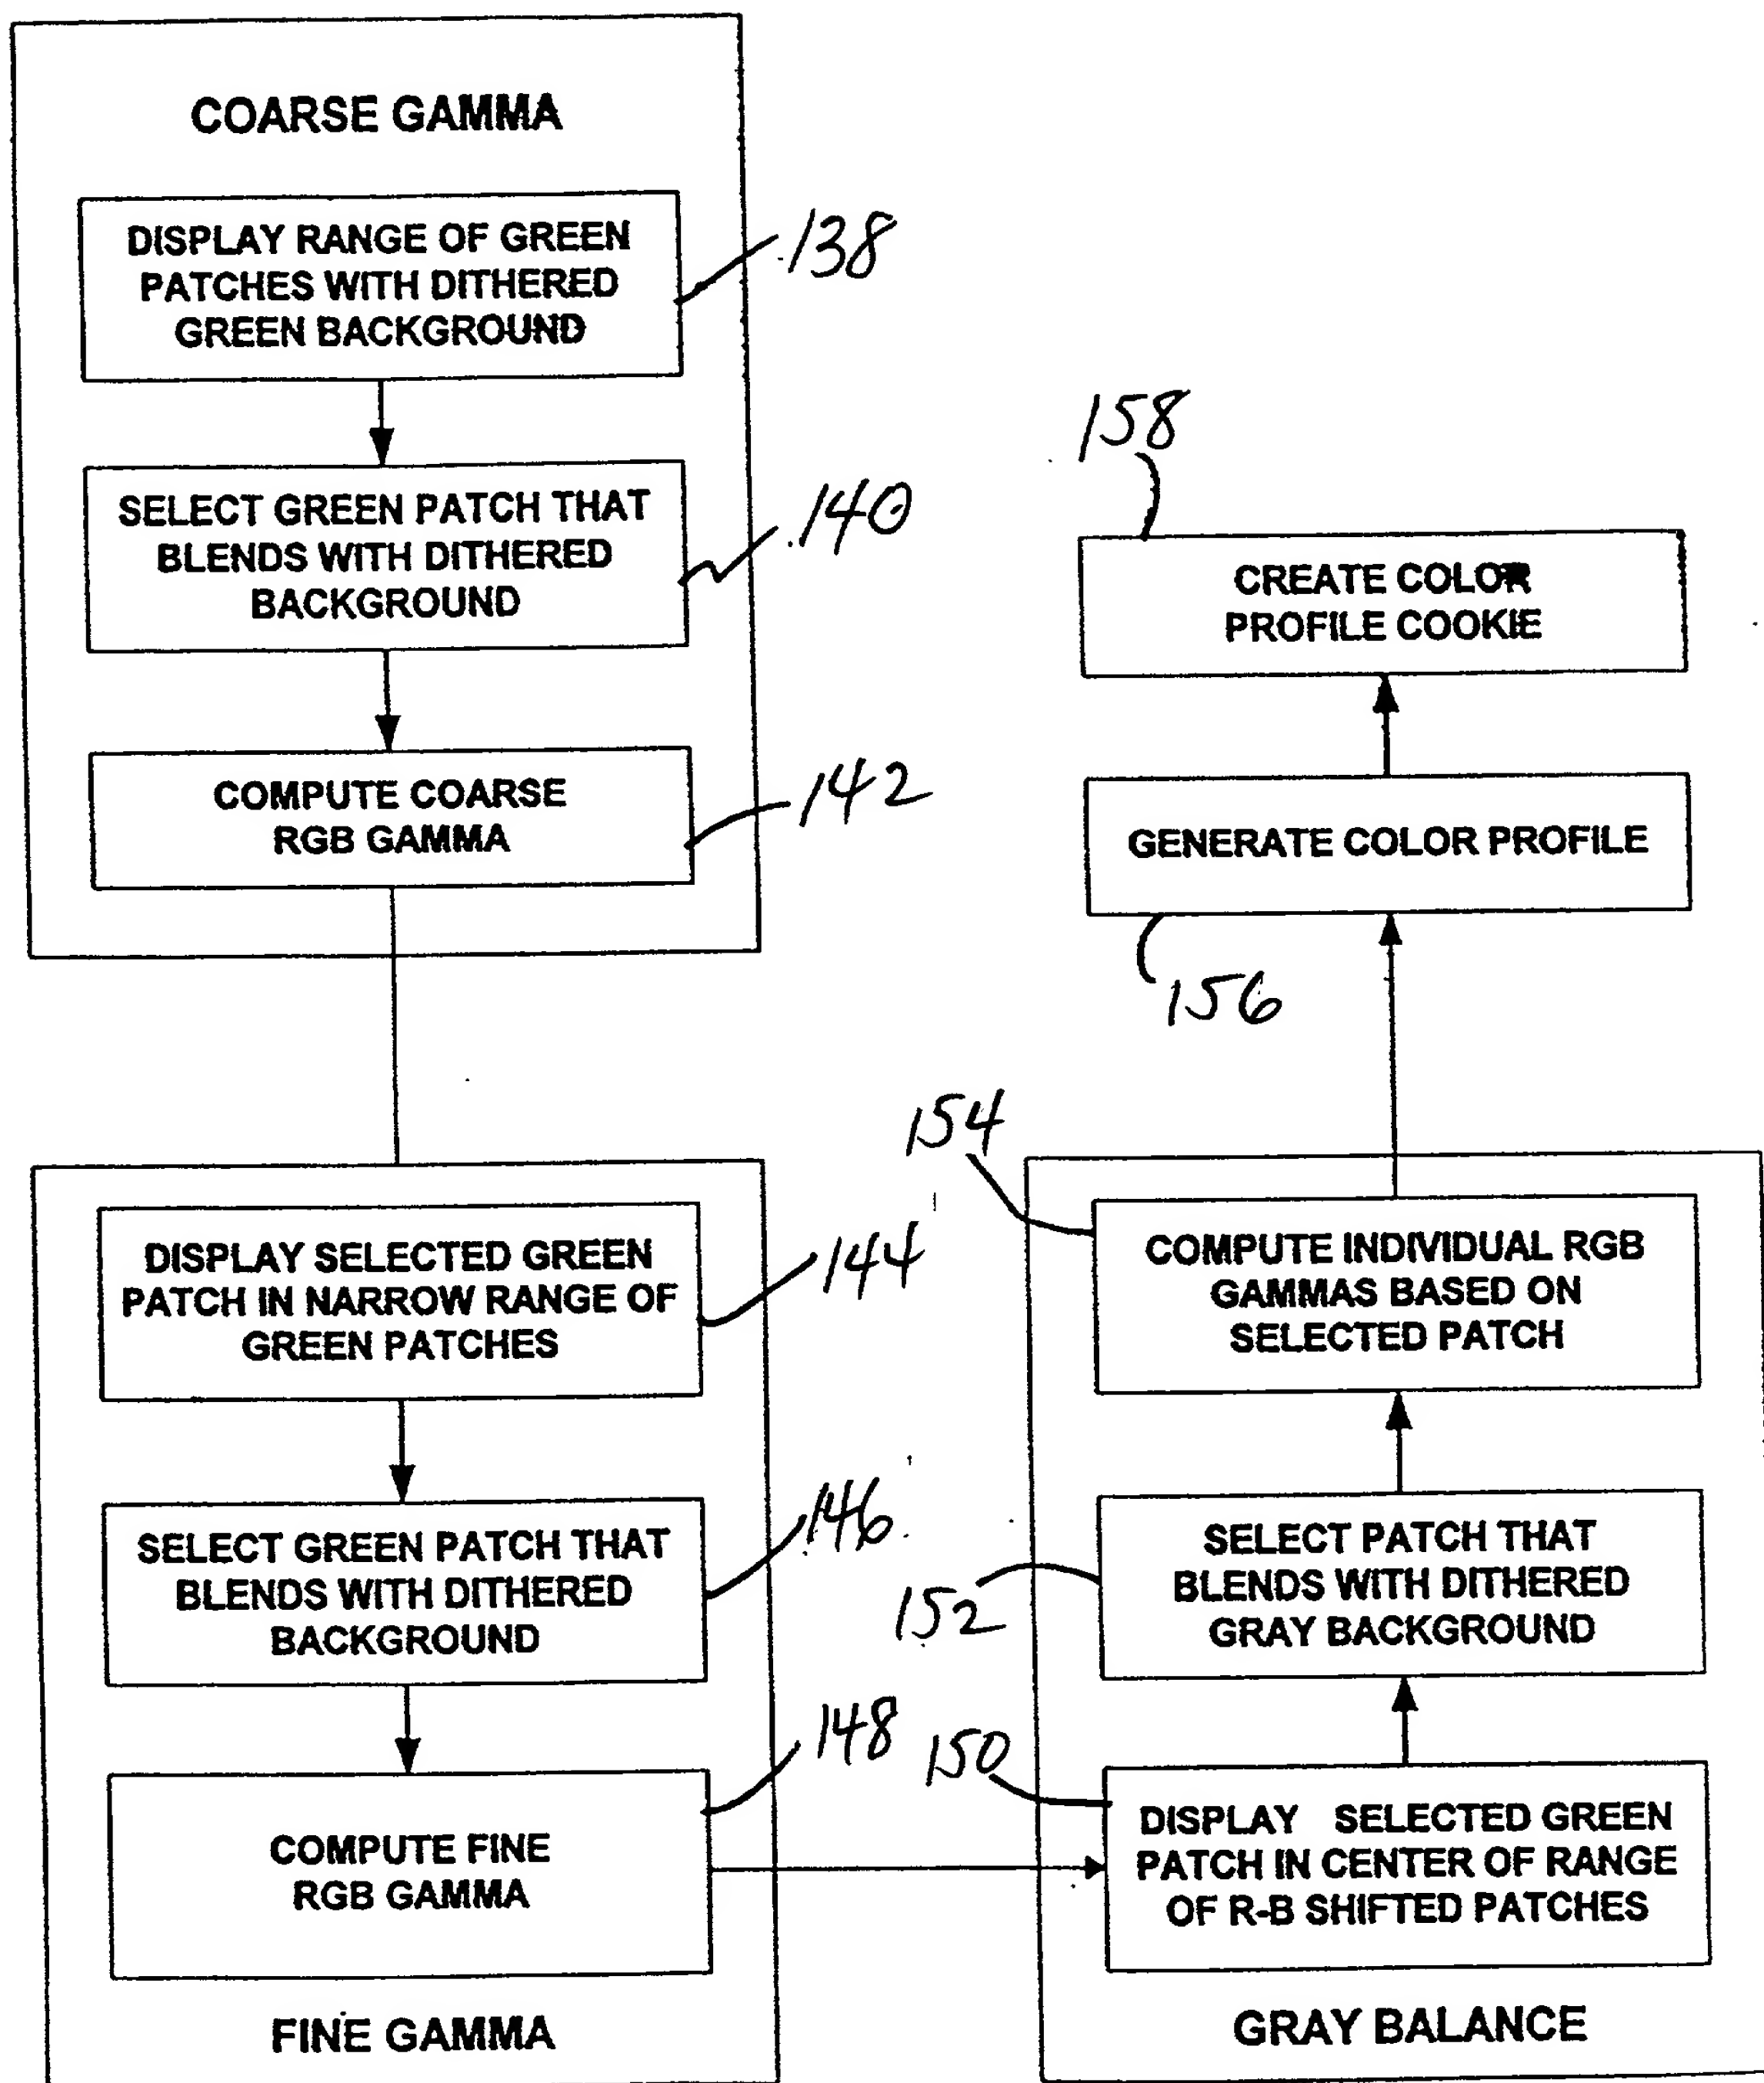 COARSE GAMMA
DISPLAY RANGE OF GREEN
PATCHES WITH DITHERED
GREEN BACKGROUND
138
SELECT GREEN PATCH THAT
BLENDS WITH DITHERED
BACKGROUND
140
COMPUTE COARSE
RGB GAMMA
142
DISPLAY SELECTED GREEN
PATCH IN NARROW RANGE OF
GREEN PATCHES
144
SELECT GREEN PATCH THAT
BLENDS WITH DITHERED
BACKGROUND
146
COMPUTE FINE
RGB GAMMA
148
FINE GAMMA
150
DISPLAY SELECTED GREEN
PATCH IN CENTER OF RANGE
OF R-B SHIFTED PATCHES
152
SELECT PATCH THAT
BLENDS WITH DITHERED
GRAY BACKGROUND
154
COMPUTE INDIVIDUAL RGB
GAMMAS BASED ON
SELECTED PATCH
GRAY BALANCE
156
GENERATE COLOR PROFILE
158
CREATE COLOR
PROFILE COOKIE